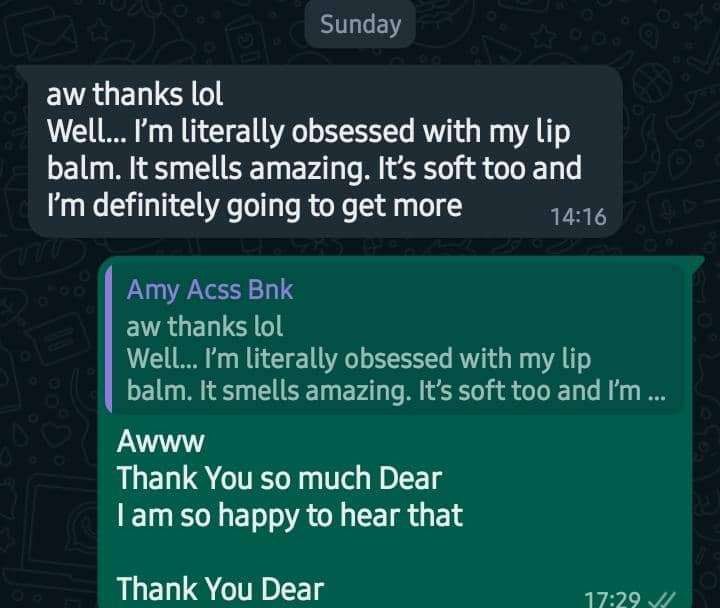 Sunday
aw thanks lol
Well... I'm literally obsessed with my lip
balm. It smells amazing. It's soft too and
I'm definitely going to get more
14:16
Amy Acss Bnk
aw thanks lol
Well... I'm literally obsessed with my lip
balm. It smells amazing. It's soft too and I'm ...
Awww
Thank You so much Dear
I am so happy to hear that
Thank You Dear
17:29